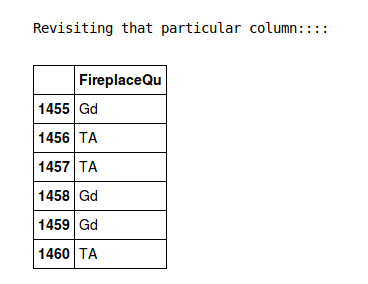 Revisiting that particular column::::
FireplaceQu
1455 Gd
1456 TA
1457 TA
1458 Gd
1459 Gd
1460 TA